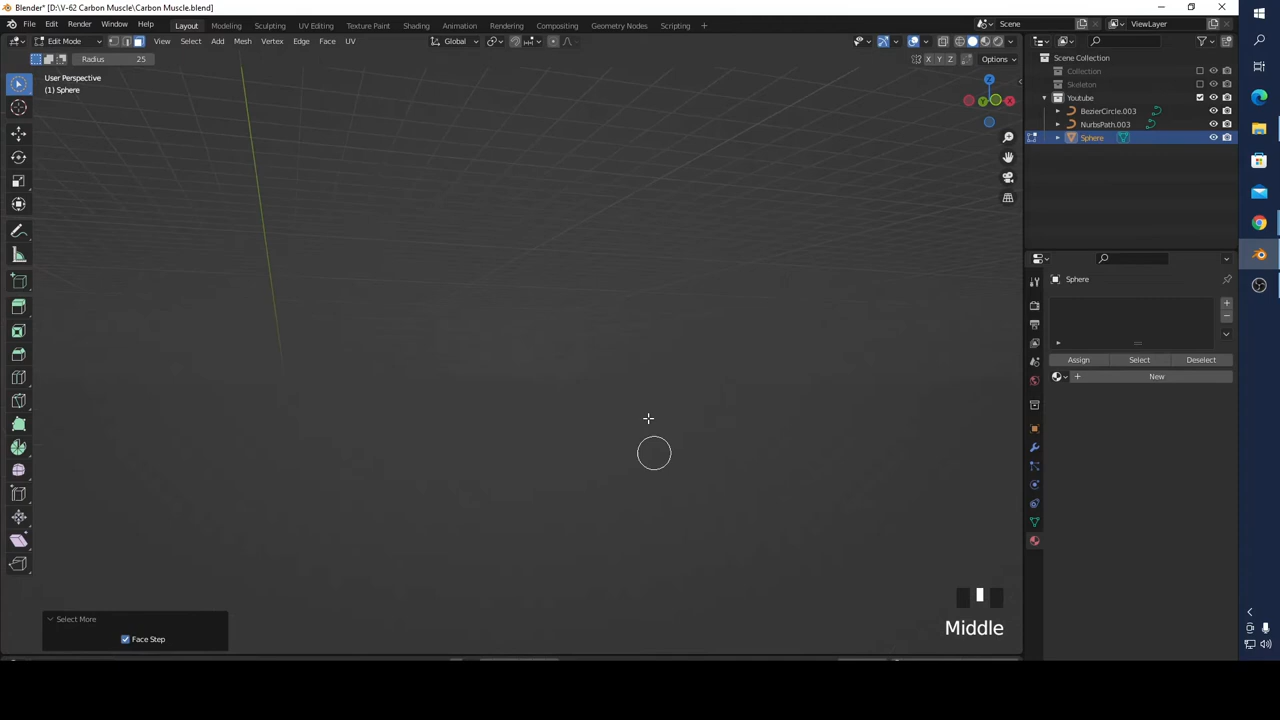 Blender* [D:\V-62 Carbon Muscle\Carbon Muscle.blend]
File Edit Render Window Help Layout Modeling Sculpting UV Editing Texture Paint Shading Animation Rendering Compositing Geometry Nodes Scripting + Scene ViewLayer
Edit Mode View Select Add Mesh Vertex Edge Face UV Global
Radius 25 X Y Z Options
User Perspective
(1) Sphere
Scene Collection
Collection
Skeleton
Youtube
BezierCircle.003
NurbsPath.003
Sphere
Z
Y X
Sphere
Assign Select Deselect
New
Select More
Face Step
Middle